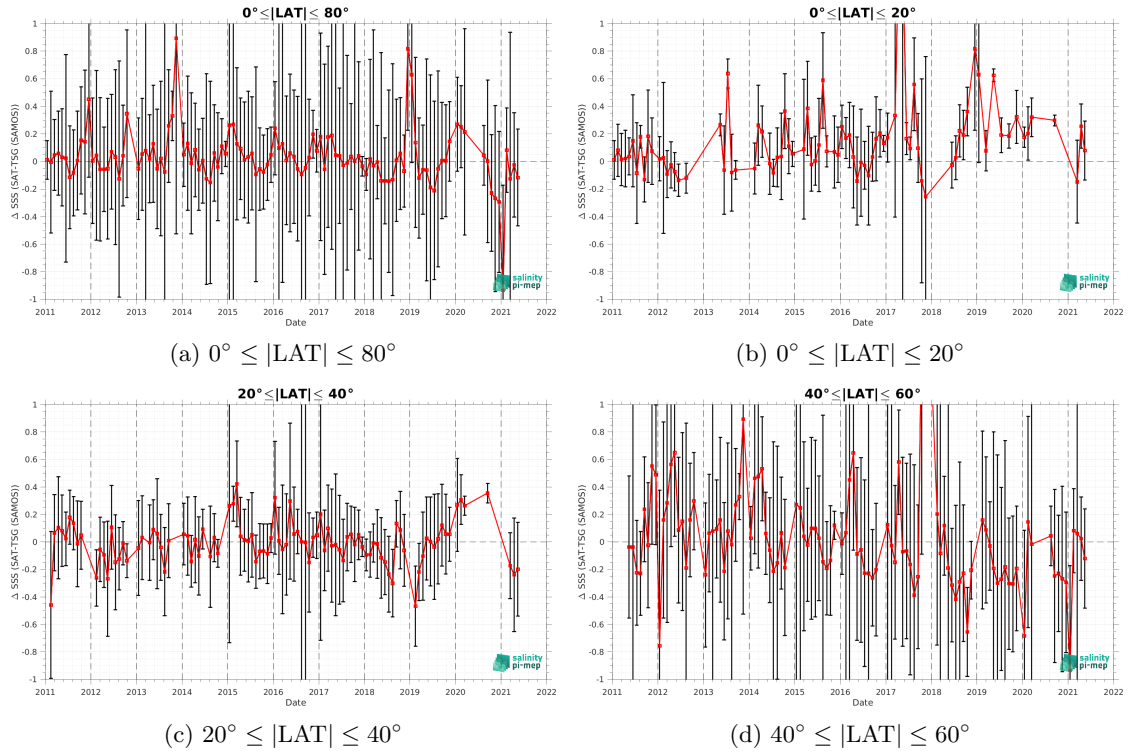 0°≤|LAT|≤ 80°
Δ SSS (SAT-TSG (SAMOS))
1
0.8
0.6
0.4
0.2
0
-0.2
-0.4
-0.6
-0.8
-1
2011 2012 2013 2014 2015 2016 2017 2018 2019 2020 2021 2022
Date
salinity
pi-mep
(a) 0° ≤ |LAT| ≤ 80°
0°≤|LAT|≤ 20°
Δ SSS (SAT-TSG (SAMOS))
1
0.8
0.6
0.4
0.2
0
-0.2
-0.4
-0.6
-0.8
-1
2011 2012 2013 2014 2015 2016 2017 2018 2019 2020 2021 2022
Date
salinity
pi-mep
(b) 0° ≤ |LAT| ≤ 20°
20°≤|LAT|≤ 40°
Δ SSS (SAT-TSG (SAMOS))
1
0.8
0.6
0.4
0.2
0
-0.2
-0.4
-0.6
-0.8
-1
2011 2012 2013 2014 2015 2016 2017 2018 2019 2020 2021 2022
Date
salinity
pi-mep
(c) 20° ≤ |LAT| ≤ 40°
40°≤|LAT|≤ 60°
Δ SSS (SAT-TSG (SAMOS))
1
0.8
0.6
0.4
0.2
0
-0.2
-0.4
-0.6
-0.8
-1
2011 2012 2013 2014 2015 2016 2017 2018 2019 2020 2021 2022
Date
salinity
pi-mep
(d) 40° ≤ |LAT| ≤ 60°